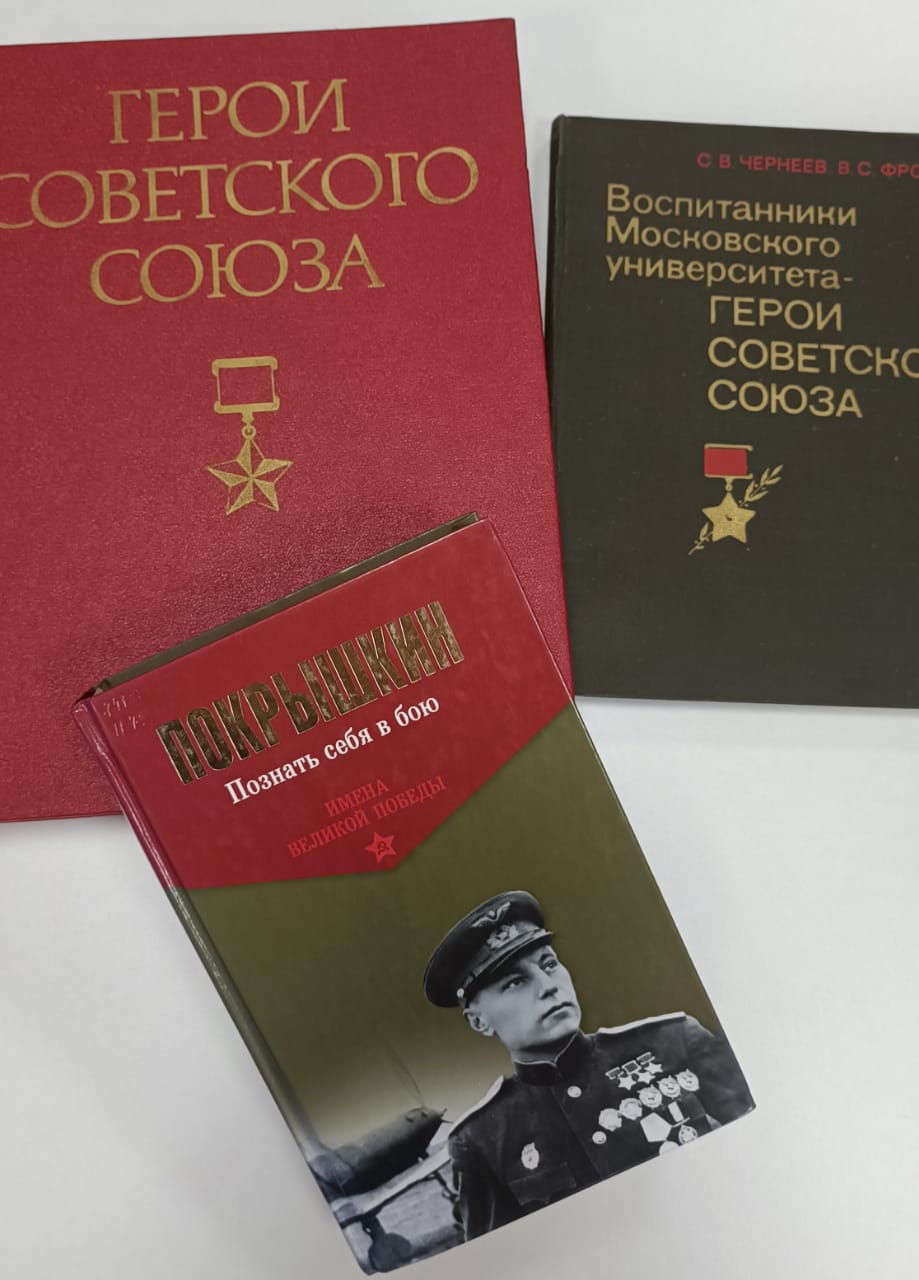 ГЕРОИ
СОВЕТСКОГО
СОЮЗА
С. В. ЧЕРНЕЕВ. В. С. ФРО
Воспитанники
Московского
университета-
ГЕРОИ
СОВЕТСКО
СОЮЗА
ПОКРЫШКИН
Познать себя в бою
ИМЕНА
ВЕЛИКОЙ ПОБЕДЫ